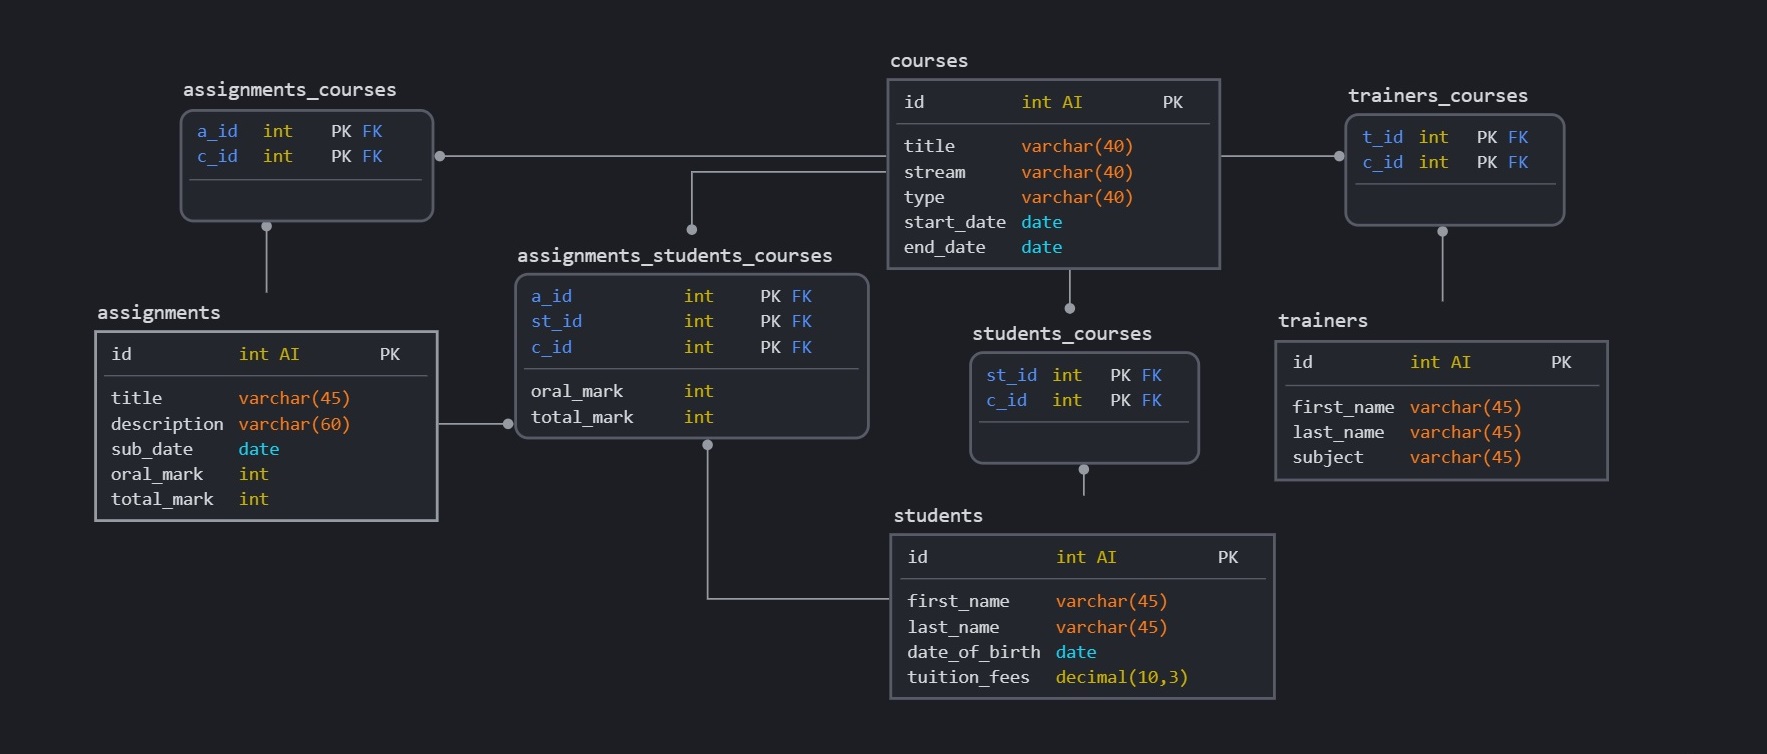 assignments_courses
a_id int PK FK
c_id int PK FK
courses
id int AI PK
title varchar(40)
stream varchar(40)
type varchar(40)
start_date date
end_date date
trainers_courses
t_id int PK FK
c_id int PK FK
assignments_students_courses
a_id int PK FK
st_id int PK FK
c_id int PK FK
oral_mark int
total_mark int
assignments
id int AI PK
title varchar(45)
description varchar(60)
sub_date date
oral_mark int
total_mark int
students_courses
st_id int PK FK
c_id int PK FK
trainers
id int AI PK
first_name varchar(45)
last_name varchar(45)
subject varchar(45)
students
id int AI PK
first_name varchar(45)
last_name varchar(45)
date_of_birth date
tuition_fees decimal(10,3)